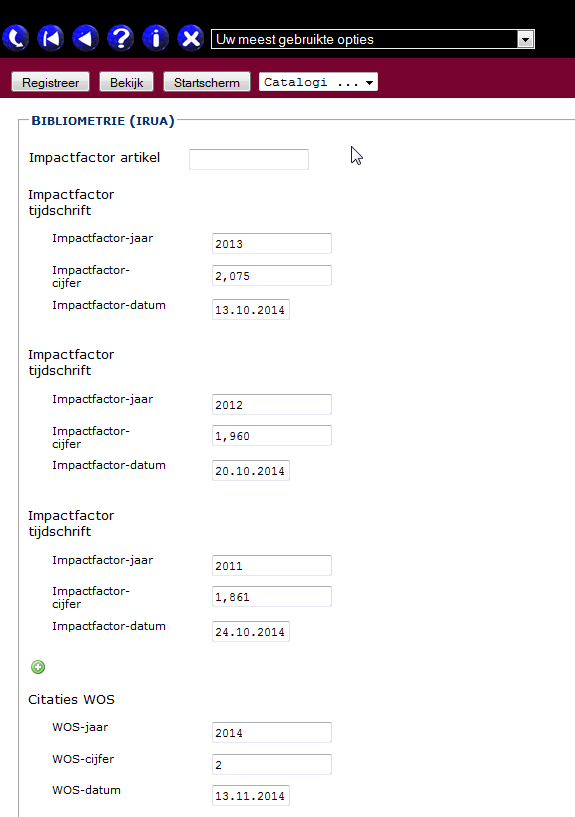 Uw meest gebruikte opties
Registreer Bekijk Startscherm Catalogi ...
BIBLIOMETRIE (IRUA)
Impactfactor artikel
Impactfactor
tijdschrift
Impactfactor-jaar 2013
Impactfactor-
cijfer 2,075
Impactfactor-datum 13.10.2014
Impactfactor
tijdschrift
Impactfactor-jaar 2012
Impactfactor-
cijfer 1,960
Impactfactor-datum 20.10.2014
Impactfactor
tijdschrift
Impactfactor-jaar 2011
Impactfactor-
cijfer 1,861
Impactfactor-datum 24.10.2014
Citaties WOS
WOS-jaar 2014
WOS-cijfer 2
WOS-datum 13.11.2014